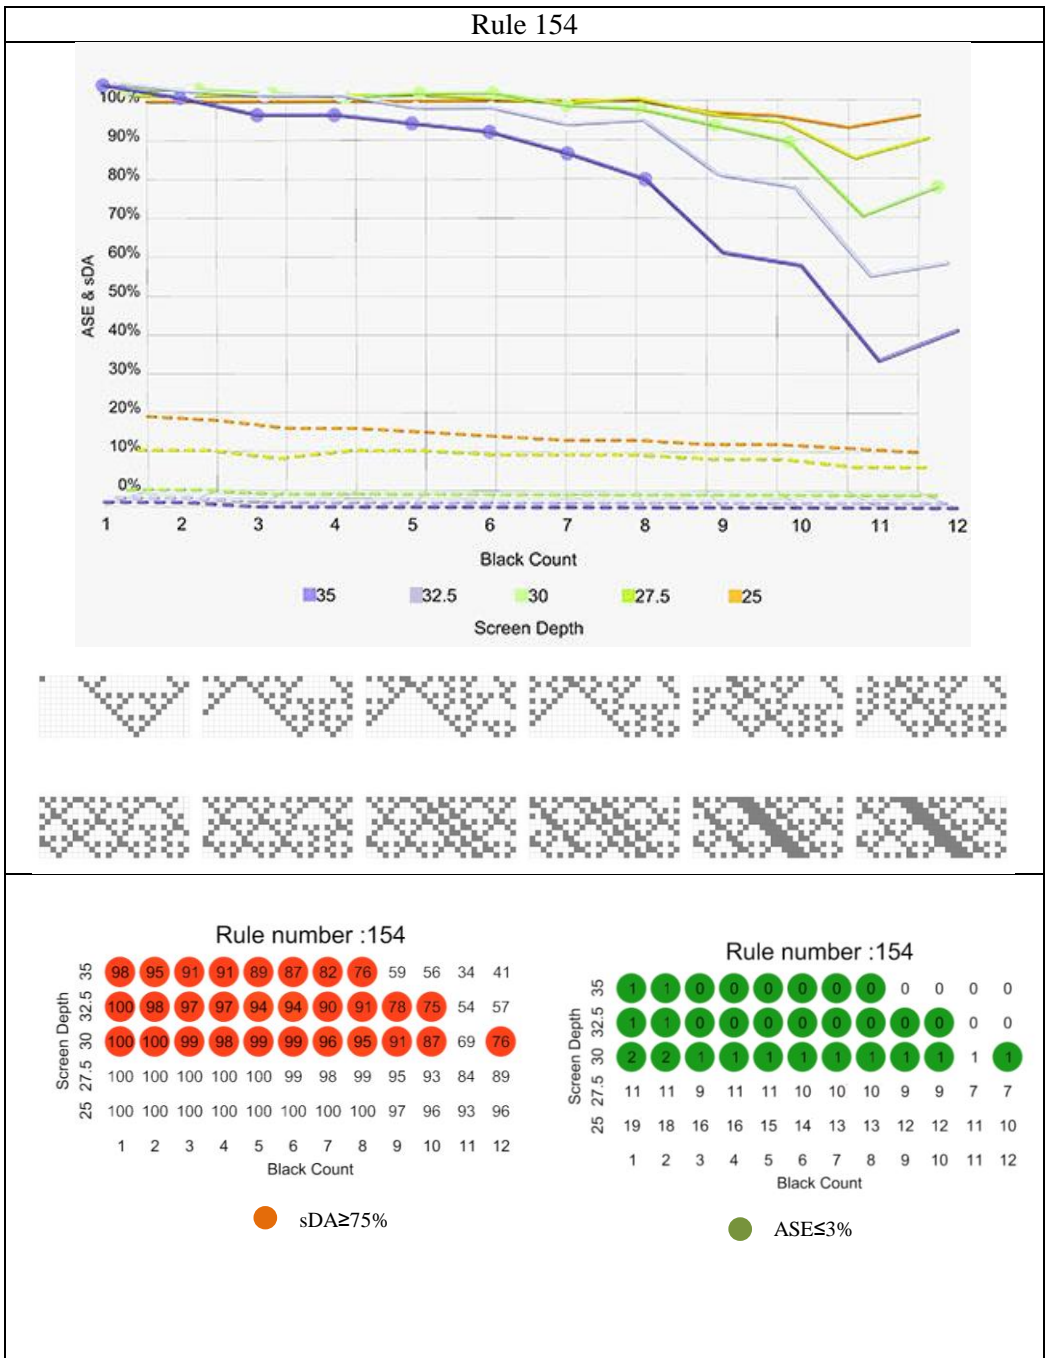 Rule 154
100%
90%
80%
70%
60%
50%
40%
30%
20%
10%
0%
ASE & sDA
1 2 3 4 5 6 7 8 9 10 11 12
Black Count
35 32.5 30 27.5 25
Screen Depth
Rule number :154
35 98 95 91 91 89 87 82 76 59 56 34 41
32.5 100 98 97 97 94 94 90 91 78 75 54 57
30 100 100 99 98 99 99 96 95 91 87 69 76
27.5 100 100 100 100 100 99 98 99 95 93 84 89
25 100 100 100 100 100 100 100 100 97 96 93 96
1 2 3 4 5 6 7 8 9 10 11 12
Screen Depth
Black Count
sDA≥75%
Rule number :154
35 1 1 0 0 0 0 0 0 0 0 0 0
32.5 1 1 0 0 0 0 0 0 0 0 0 0
30 2 2 1 1 1 1 1 1 1 1 1 1
27.5 11 11 9 11 11 10 10 10 9 9 7 7
25 19 18 16 16 15 14 13 13 12 12 11 10
1 2 3 4 5 6 7 8 9 10 11 12
Screen Depth
Black Count
ASE≤3%